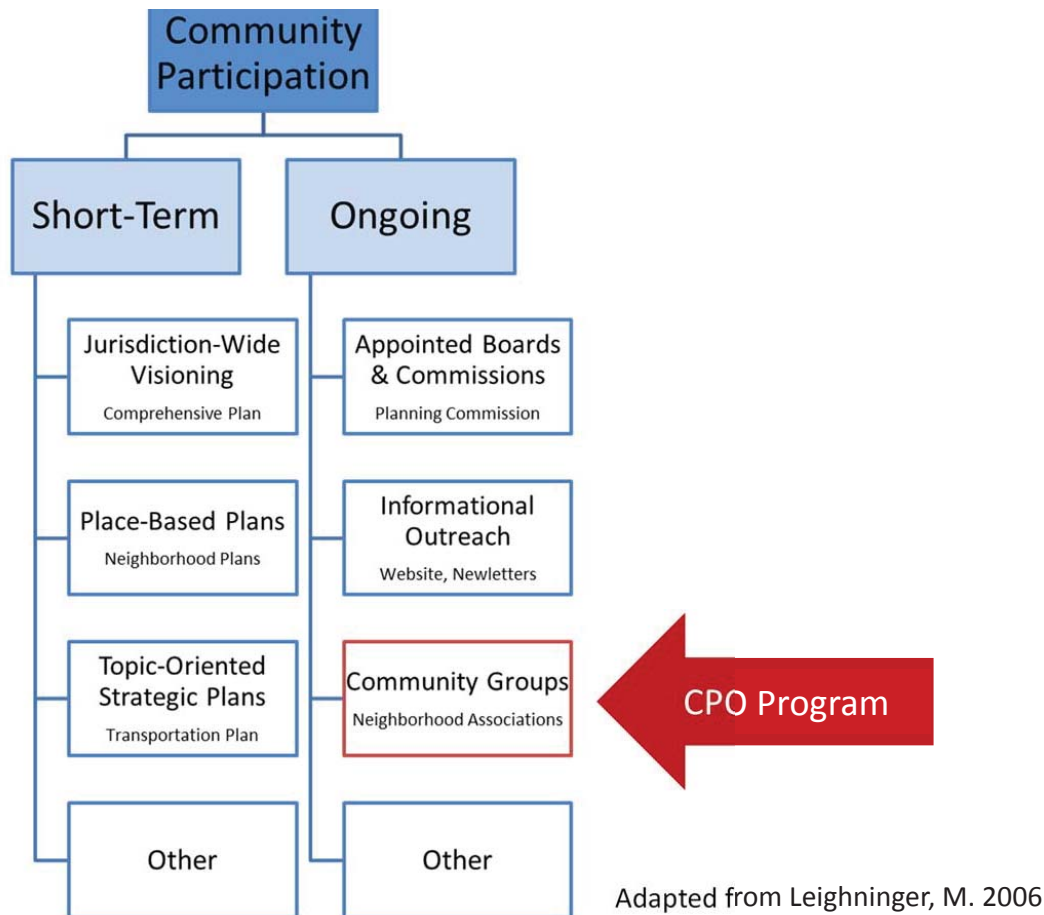 Community
Participation
Short-Term
Ongoing
Jurisdiction-Wide
Visioning
Comprehensive Plan
Place-Based Plans
Neighborhood Plans
Topic-Oriented
Strategic Plans
Transportation Plan
Other
Appointed Boards
& Commissions
Planning Commission
Informational
Outreach
Website, Newletters
Community Groups
Neighborhood Associations
Other
CPO Program
Adapted from Leighninger, M. 2006